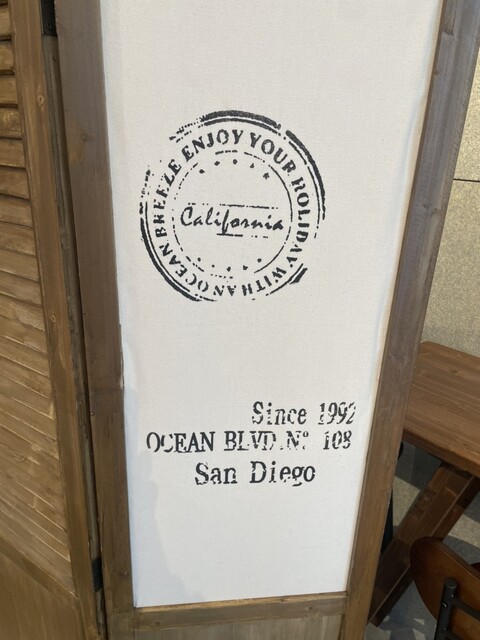 ENJOY YOUR HOLIDAY WITH AN OCEAN BREEZE
California
Since 1992
OCEAN BLVD.Nº 108
San Diego